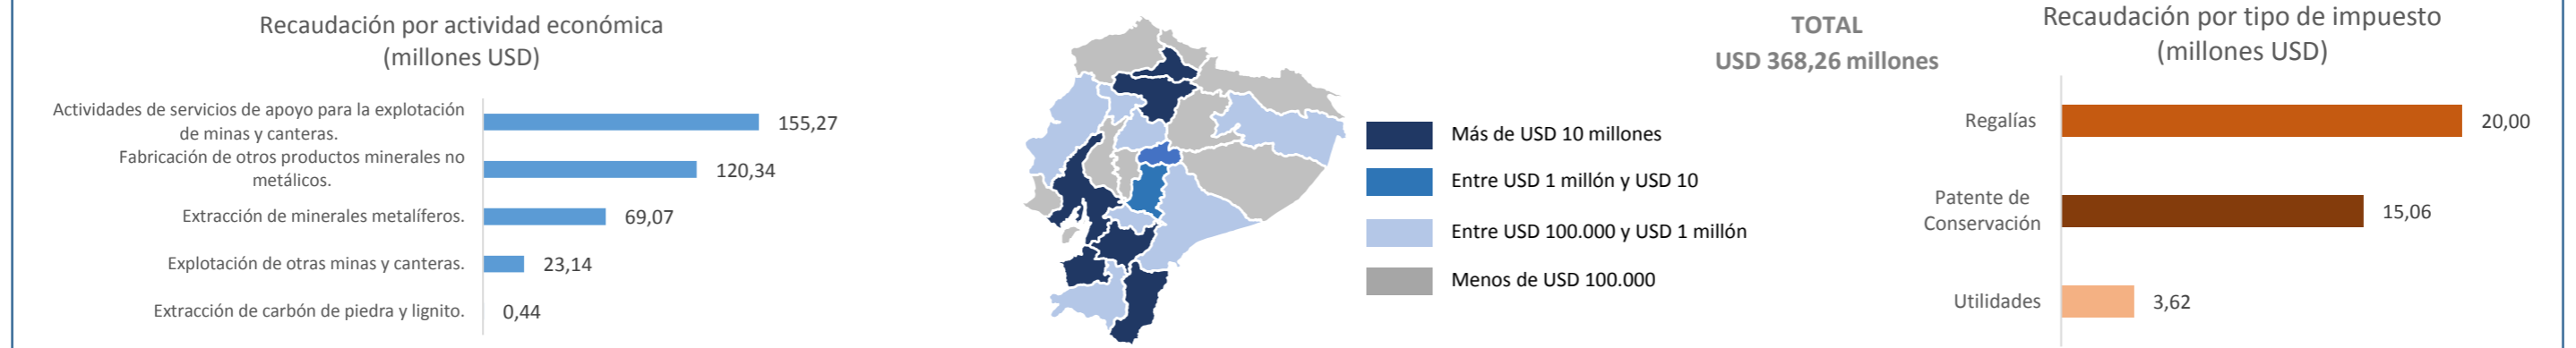 Recaudación por actividad económica
(millones USD)
Actividades de servicios de apoyo para la explotación
de minas y canteras.
155,27
Fabricación de otros productos minerales no
metálicos.
120,34
Extracción de minerales metalíferos.
69,07
Explotación de otras minas y canteras.
23,14
Extracción de carbón de piedra y lignito.
0,44
TOTAL
USD 368,26 millones
Más de USD 10 millones
Entre USD 1 millón y USD 10
Entre USD 100.000 y USD 1 millón
Menos de USD 100.000
Recaudación por tipo de impuesto
(millones USD)
Regalías
20,00
Patente de
Conservación
15,06
Utilidades
3,62